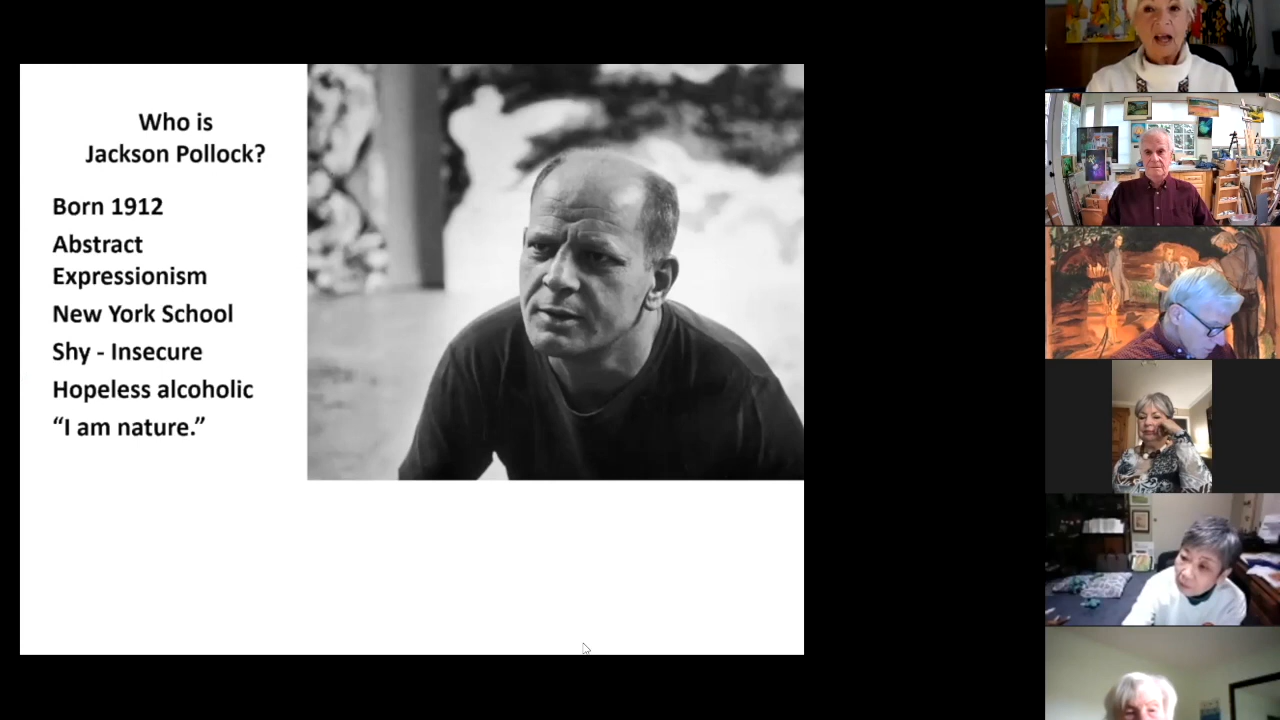 Who is
Jackson Pollock?
Born 1912
Abstract
Expressionism
New York School
Shy - Insecure
Hopeless alcoholic
“I am nature.”